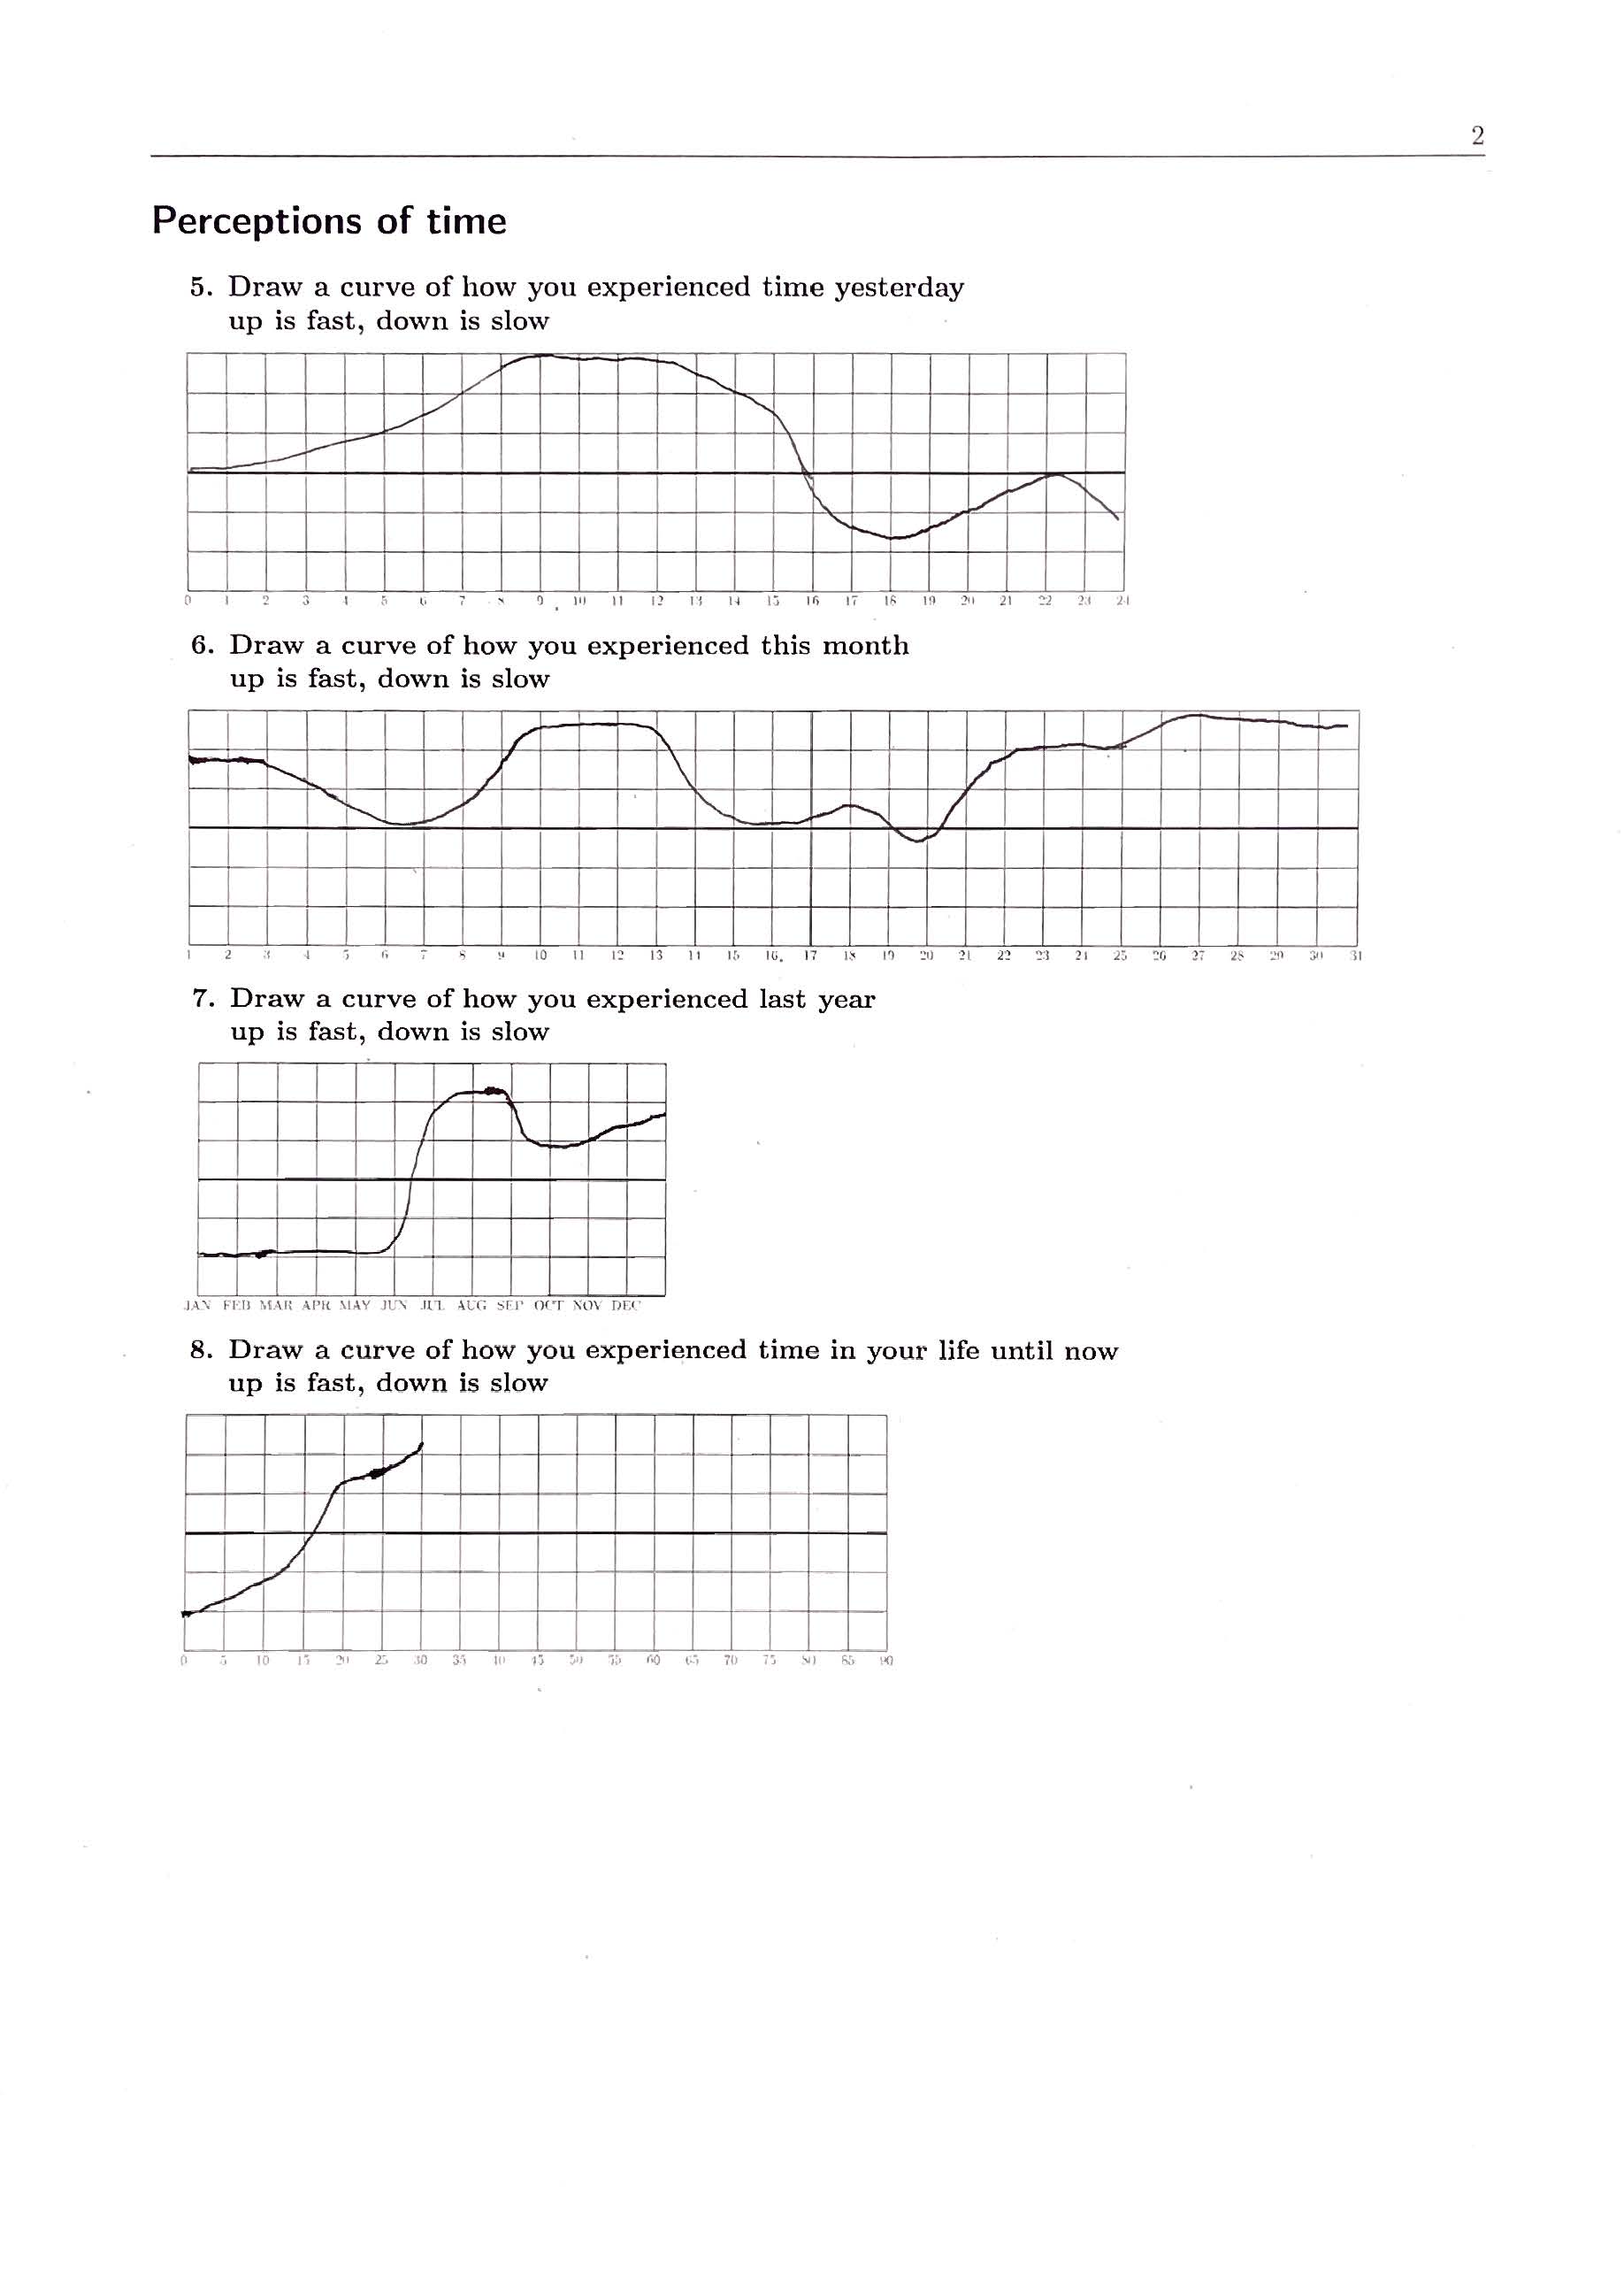 2
Perceptions of time
5. Draw a curve of how you experienced time yesterday
up is fast, down is slow
0 1 2 3 4 5 6 7 8 9 10 11 12 13 14 15 16 17 18 19 20 21 22 23 24
6. Draw a curve of how you experienced this month
up is fast, down is slow
1 2 3 4 5 6 7 8 9 10 11 12 13 14 15 16 17 18 19 20 21 22 23 24 25 26 27 28 29 30 31
7. Draw a curve of how you experienced last year
up is fast, down is slow
JAN FEB MAR APR MAY JUN JUL AUG SEP OCT NOV DEC
8. Draw a curve of how you experienced time in your life until now
up is fast, down is slow
0 5 10 15 20 25 30 35 40 45 50 55 60 65 70 75 80 85 90